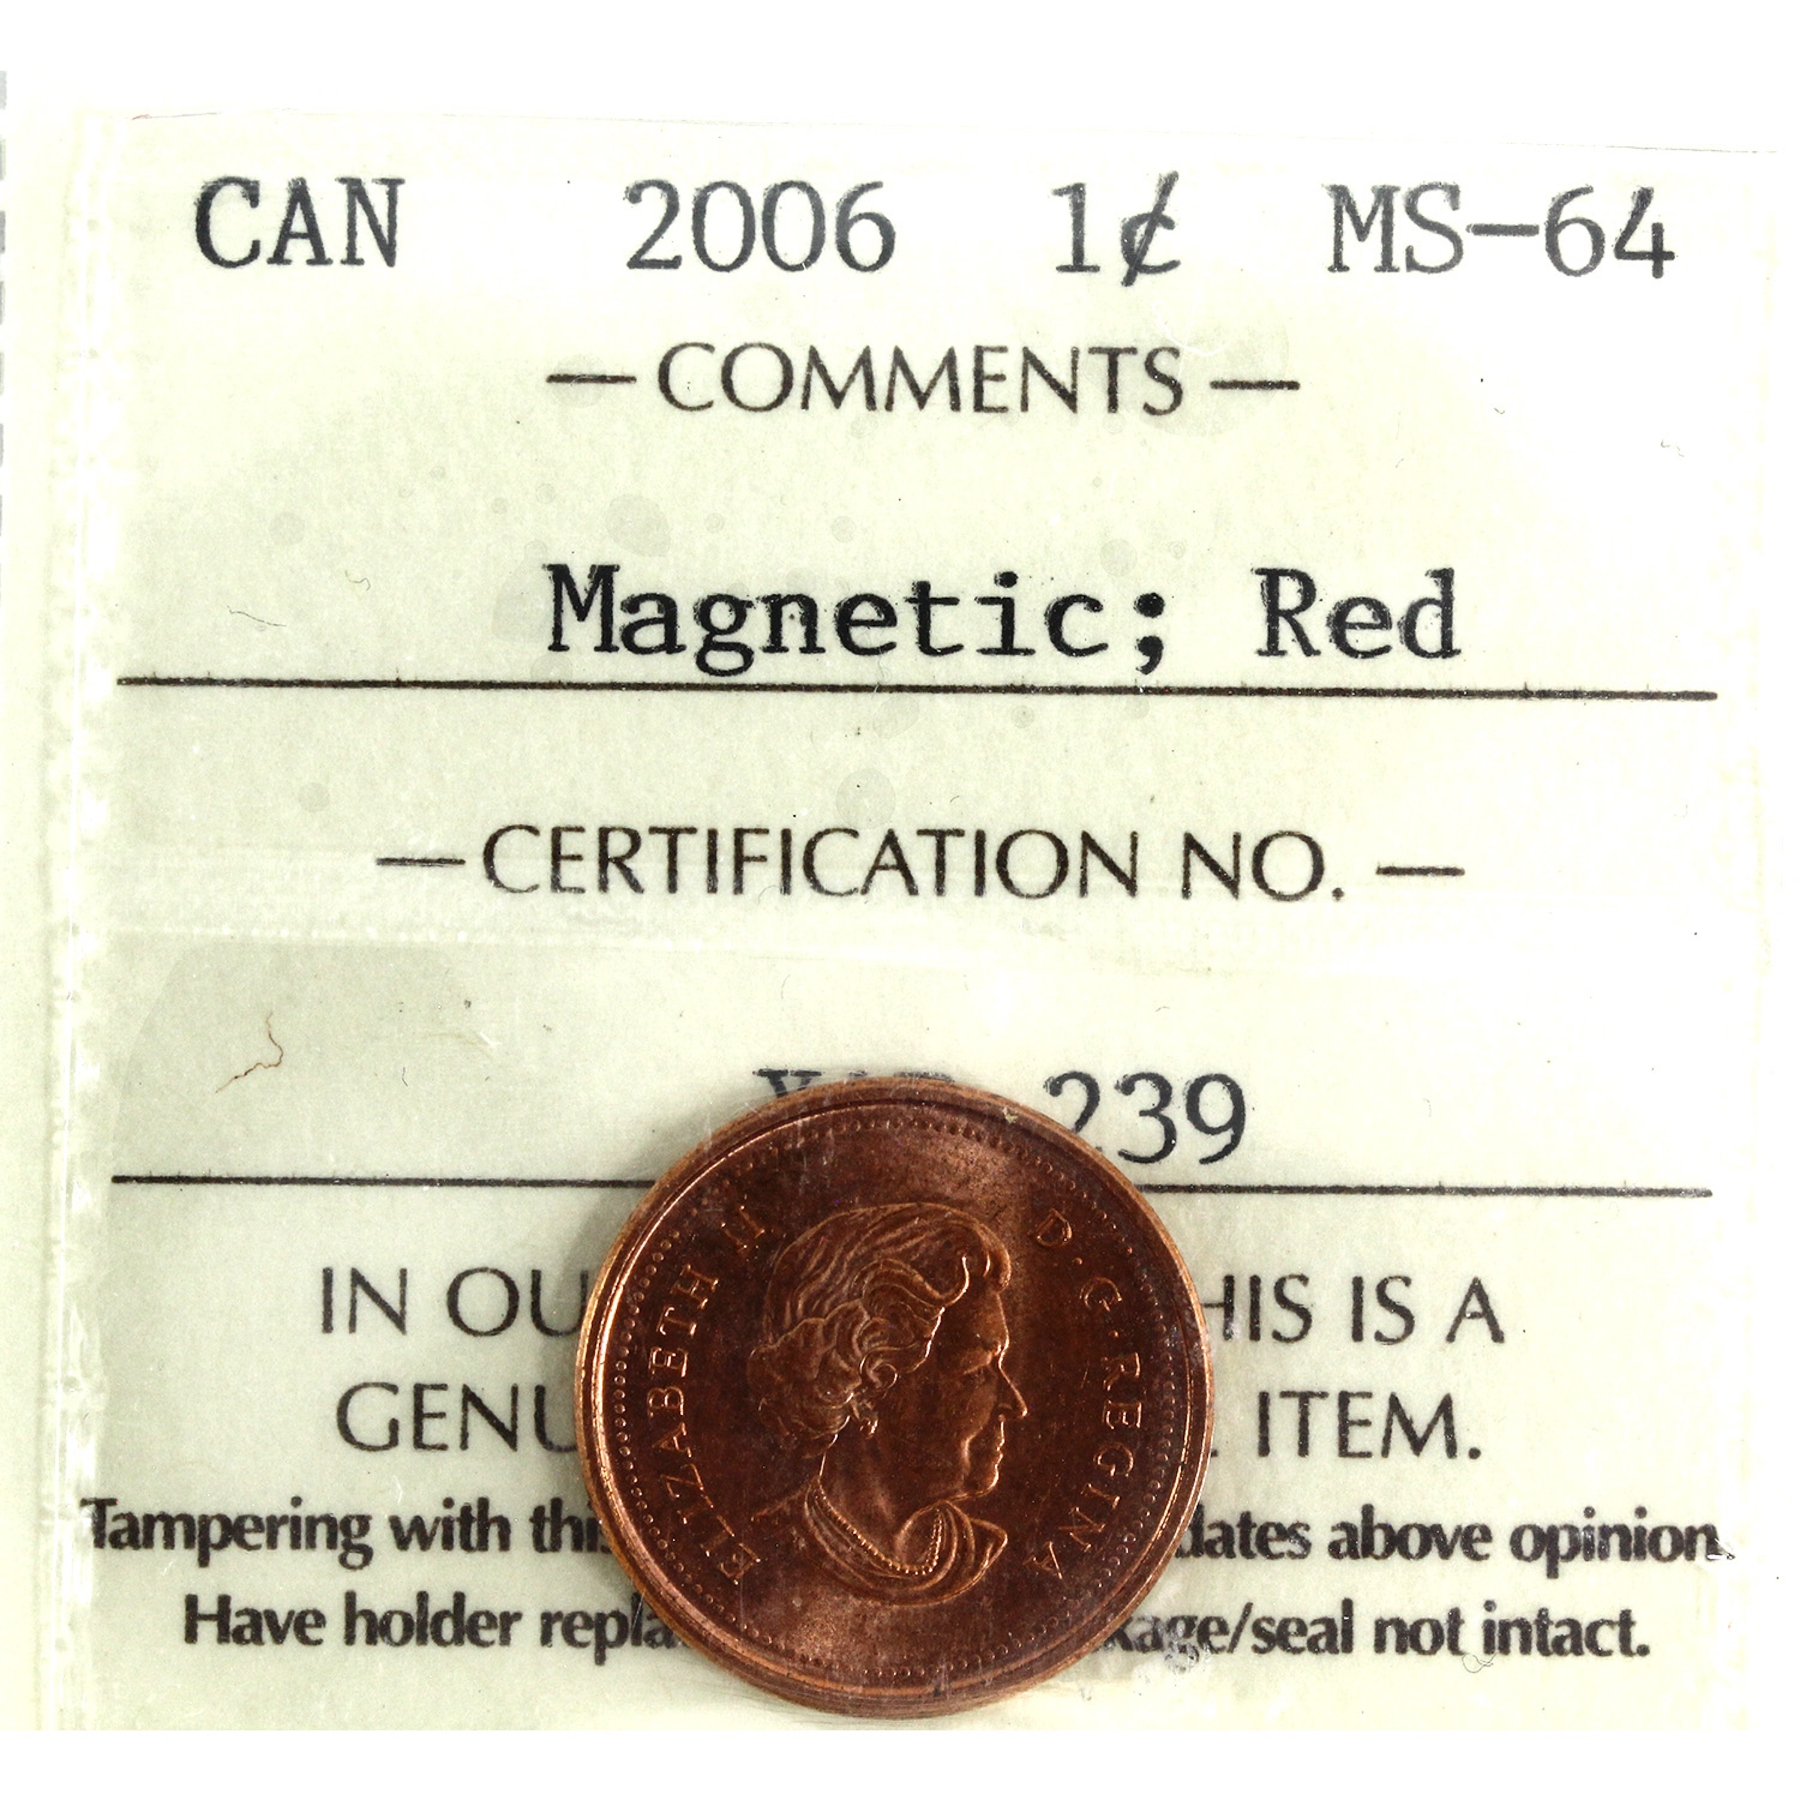 CAN 2006 1¢ MS-64
— COMMENTS —
Magnetic; Red
— CERTIFICATION NO. —
239
IN OU HIS IS A
GENU ITEM.
Tampering with this dates above opinion.
Have holder repla kage/seal not intact.
ELIZABETH II D·G·REGINA